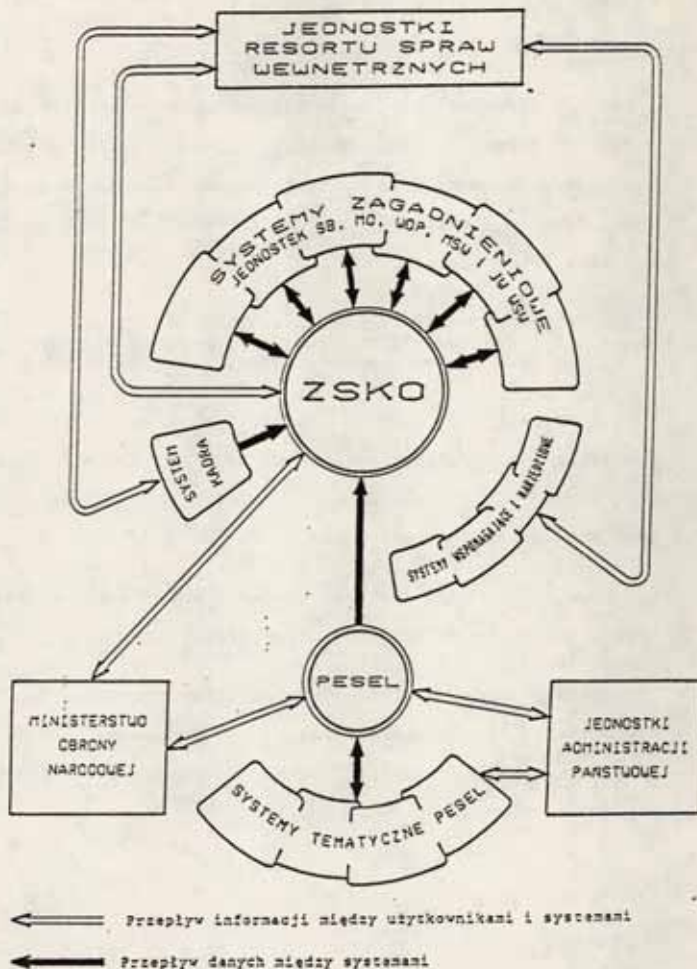 JEDNOSTKI
RESORTU SPRAW
WEWNĘTRZNYCH
SYSTEMY ZAGADNIENIOWE
JEDNOSTEK SB, MO, WOP, MSW I JW MSW
ZSKO
SYSTEM
KADRA
SYSTEMY WSPOMAGAJĄCE I NARZĘDZIOWE
PESEL
MINISTERSTWO
OBRONY
NARODOWEJ
JEDNOSTKI
ADMINISTRACJI
PAŃSTWOWEJ
SYSTEMY TEMATYCZNE PESEL
Przepływ informacji między użytkownikami i systemami
Przepływ danych między systemami